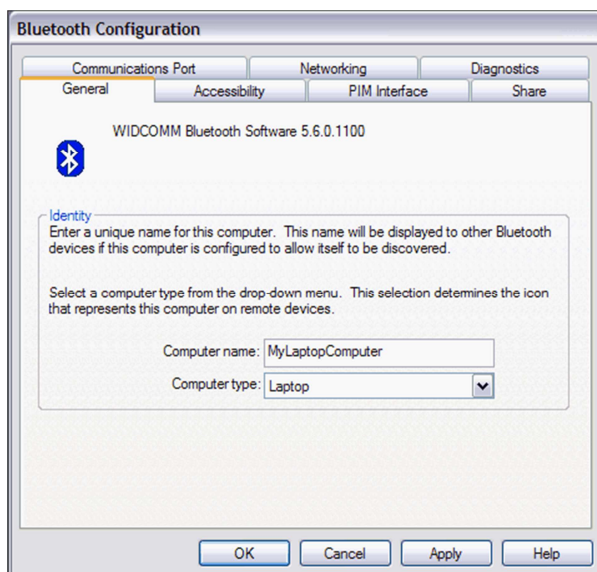 Bluetooth Configuration
Communications Port Networking Diagnostics
General Accessibility PIM Interface Share
WIDCOMM Bluetooth Software 5.6.0.1100
Identity
Enter a unique name for this computer. This name will be displayed to other Bluetooth
devices if this computer is configured to allow itself to be discovered.
Select a computer type from the drop-down menu. This selection determines the icon
that represents this computer on remote devices.
Computer name: MyLaptopComputer
Computer type: Laptop
OK Cancel Apply Help